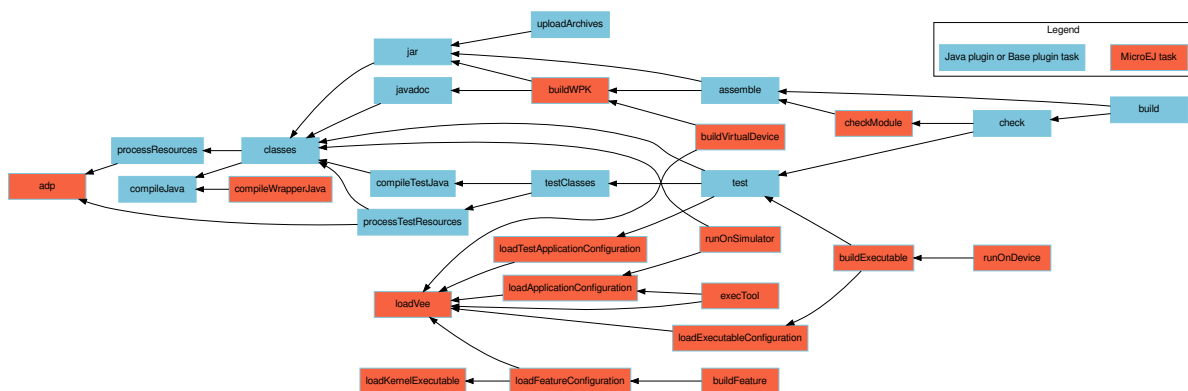 uploadArchives
Legend
Java plugin or Base plugin task
MicroEJ task
jar
javadoc
buildWPK
assemble
build
checkModule
check
buildVirtualDevice
processResources
classes
adp
compileJava
compileWrapperJava
compileTestJava
testClasses
test
processTestResources
loadTestApplicationConfiguration
runOnSimulator
buildExecutable
runOnDevice
loadVee
loadApplicationConfiguration
execTool
loadExecutableConfiguration
loadKernelExecutable
loadFeatureConfiguration
buildFeature